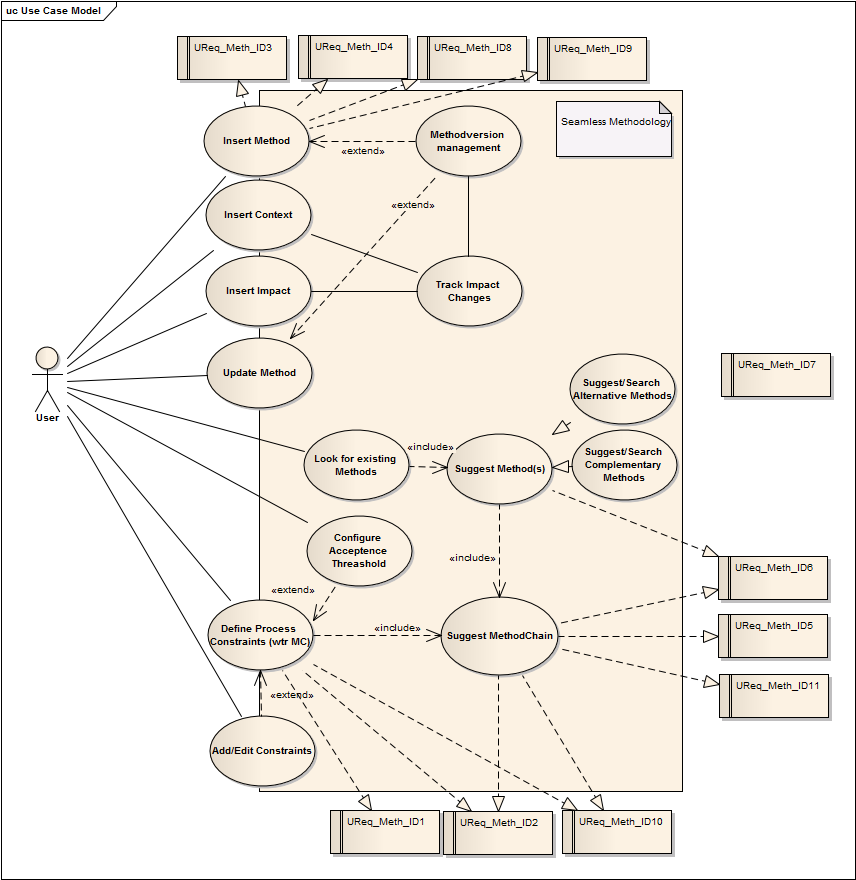 uc Use Case Model
UReq_Meth_ID3
UReq_Meth_ID4
UReq_Meth_ID8
UReq_Meth_ID9
Seamless Methodology
Insert Method
Methodversion
management
«extend»
Insert Context
«extend»
Insert Impact
Track Impact
Changes
Update Method
User
UReq_Meth_ID7
Suggest/Search
Alternative Methods
Look for existing
Methods
«include»
Suggest Method(s)
Suggest/Search
Complementary
Methods
Configure
Acceptence
Threashold
«include»
«extend»
UReq_Meth_ID6
Define Process
Constraints (wtr MC)
«include»
Suggest MethodChain
UReq_Meth_ID5
UReq_Meth_ID11
«extend»
Add/Edit Constraints
UReq_Meth_ID1
UReq_Meth_ID2
UReq_Meth_ID10